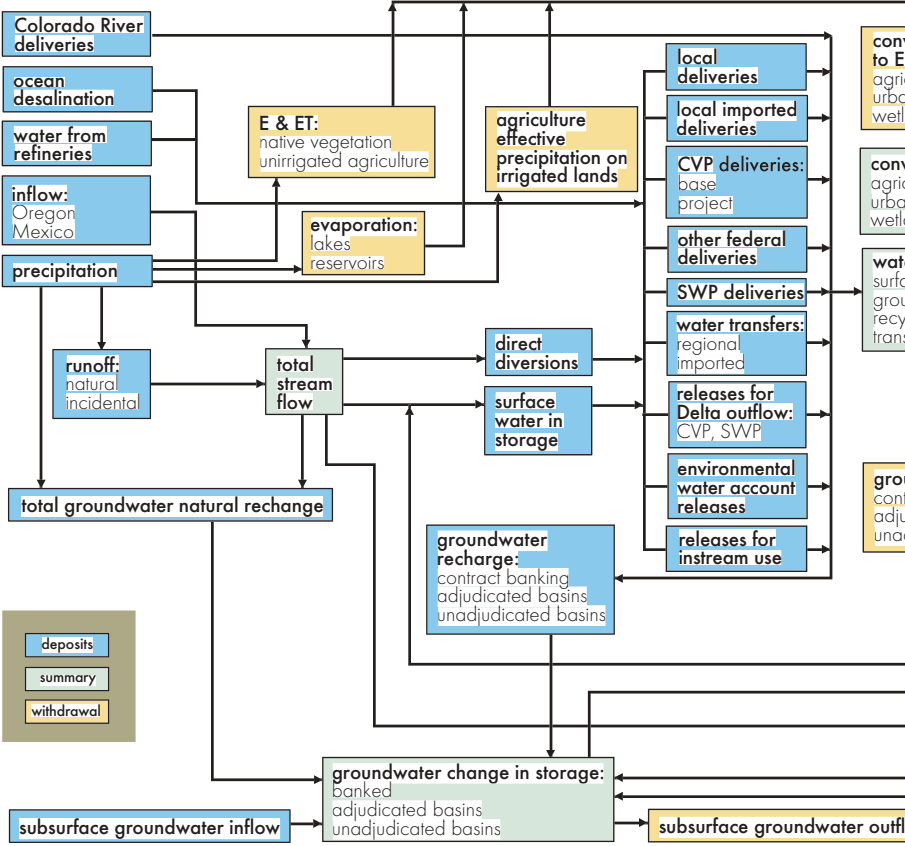 Colorado River
deliveries
ocean
desalination
water from
refineries
inflow:
Oregon
Mexico
precipitation
runoff:
natural
incidental
total groundwater natural rechange
E & ET:
native vegetation
unirrigated agriculture
evaporation:
lakes
reservoirs
total
stream
flow
agriculture
effective
precipitation on
irrigated lands
direct
diversions
surface
water in
storage
groundwater
recharge:
contract banking
adjudicated basins
unadjudicated basins
local
deliveries
local imported
deliveries
CVP deliveries:
base
project
other federal
deliveries
SWP deliveries
water transfers:
regional
imported
releases for
Delta outflow:
CVP, SWP
environmental
water account
releases
releases for
instream use
to E
deposits
summary
withdrawal
groundwater change in storage:
banked
adjudicated basins
unadjudicated basins
subsurface groundwater inflow
subsurface groundwater